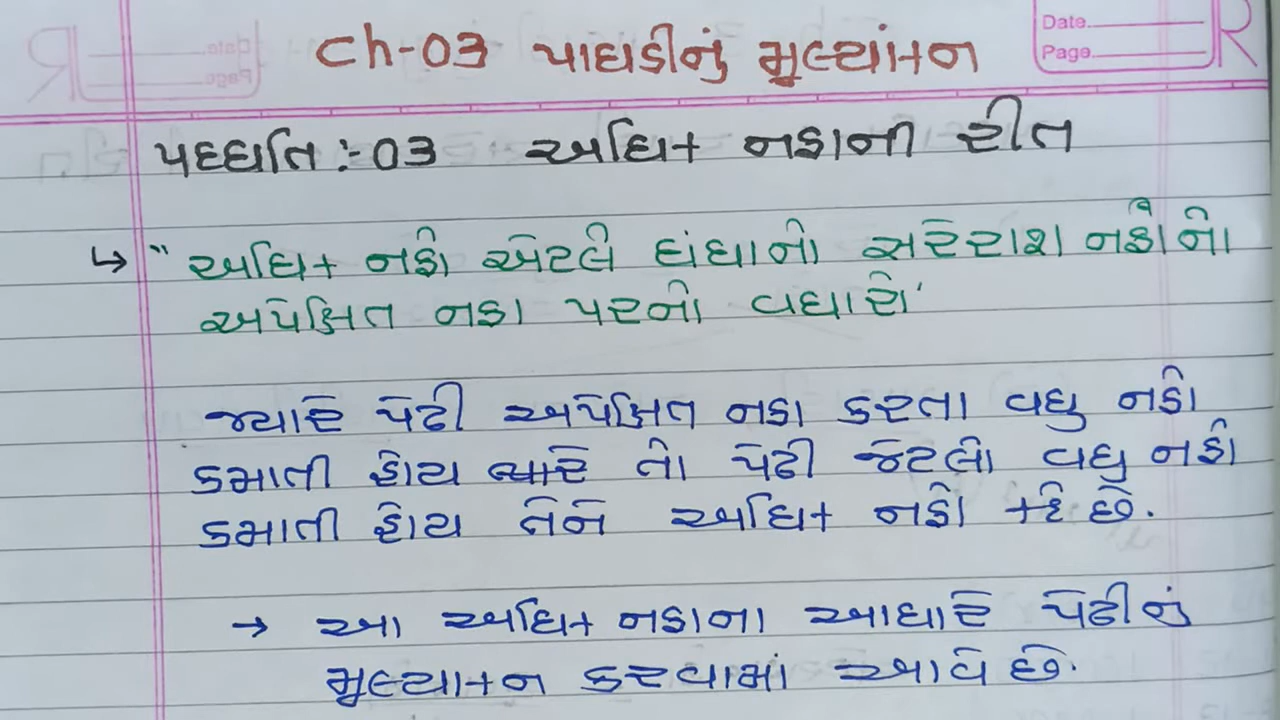 Ch-03 પાઘડીનું મૂલ્યાંકન
Date.
Page.
પદ્ધતિ :- 03 અધિક નફાની રીત
↳ " અધિક નફો એટલે ધંધાનો સરેરાશ નફાનો
અપેક્ષિત નફા પરનો વધારો'
જ્યારે પેઢી અપેક્ષિત નફા કરતા વધુ નફો
કમાતી હોય ત્યારે તો પેઢી જેટલો વધુ નફો
કમાતી હોય તેને અધિક નફો કહે છે.
→ આ અધિક નફાના આધારે પેઢીનું
મૂલ્યાંકન કરવામાં આવે છે.